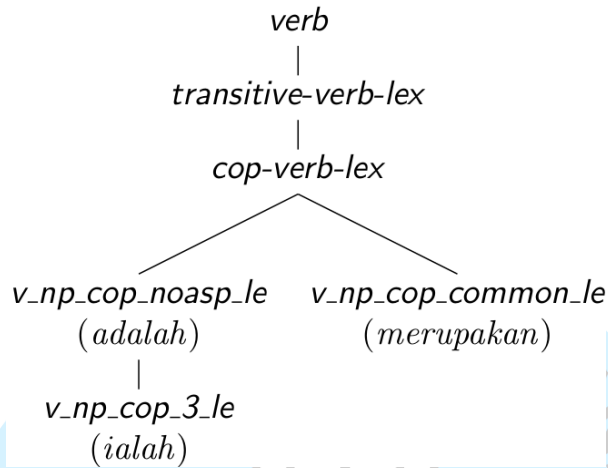 verb
transitive-verb-lex
cop-verb-lex
v_np_cop_noasp_le v_np_cop_common_le
(adalah) (merupakan)
v_np_cop_3_le
(ialah)